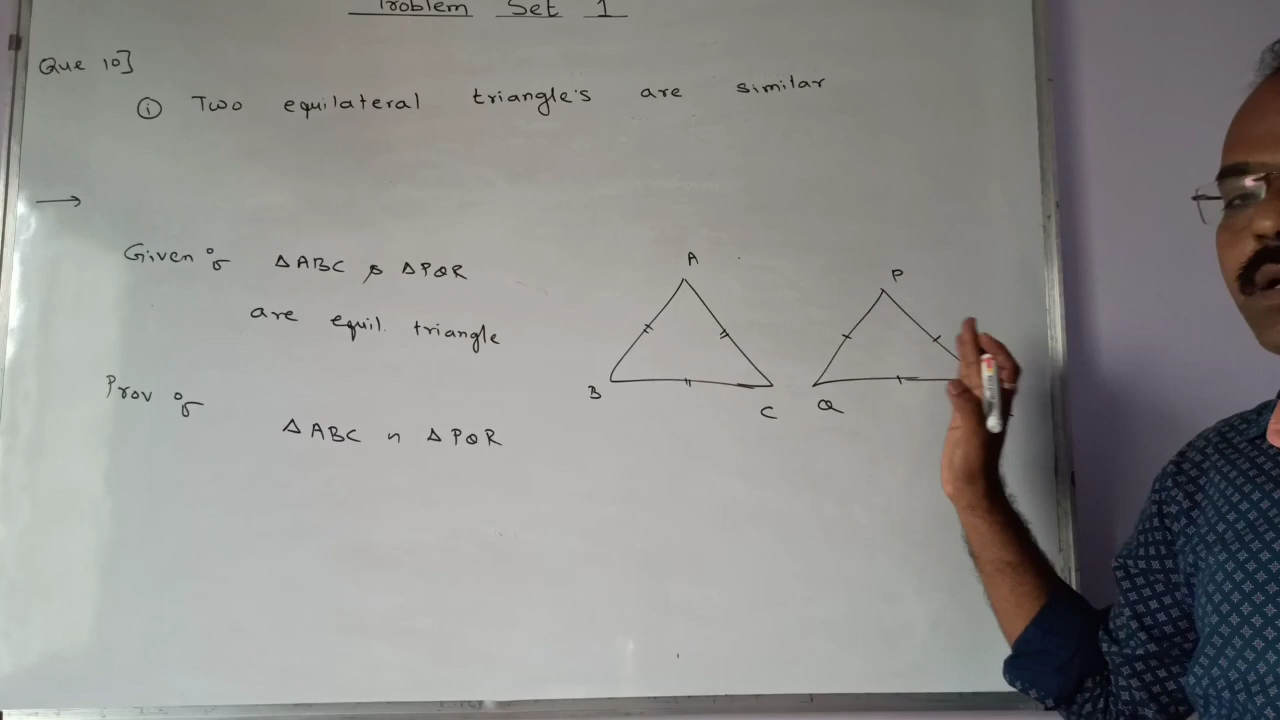 Problem Set 1
Que 10]
(i) Two equilateral triangle's are similar
→
Given : △ABC & △PQR
are equil. triangle
Prov :
△ABC ~ △PQR
A
P
B
C
Q